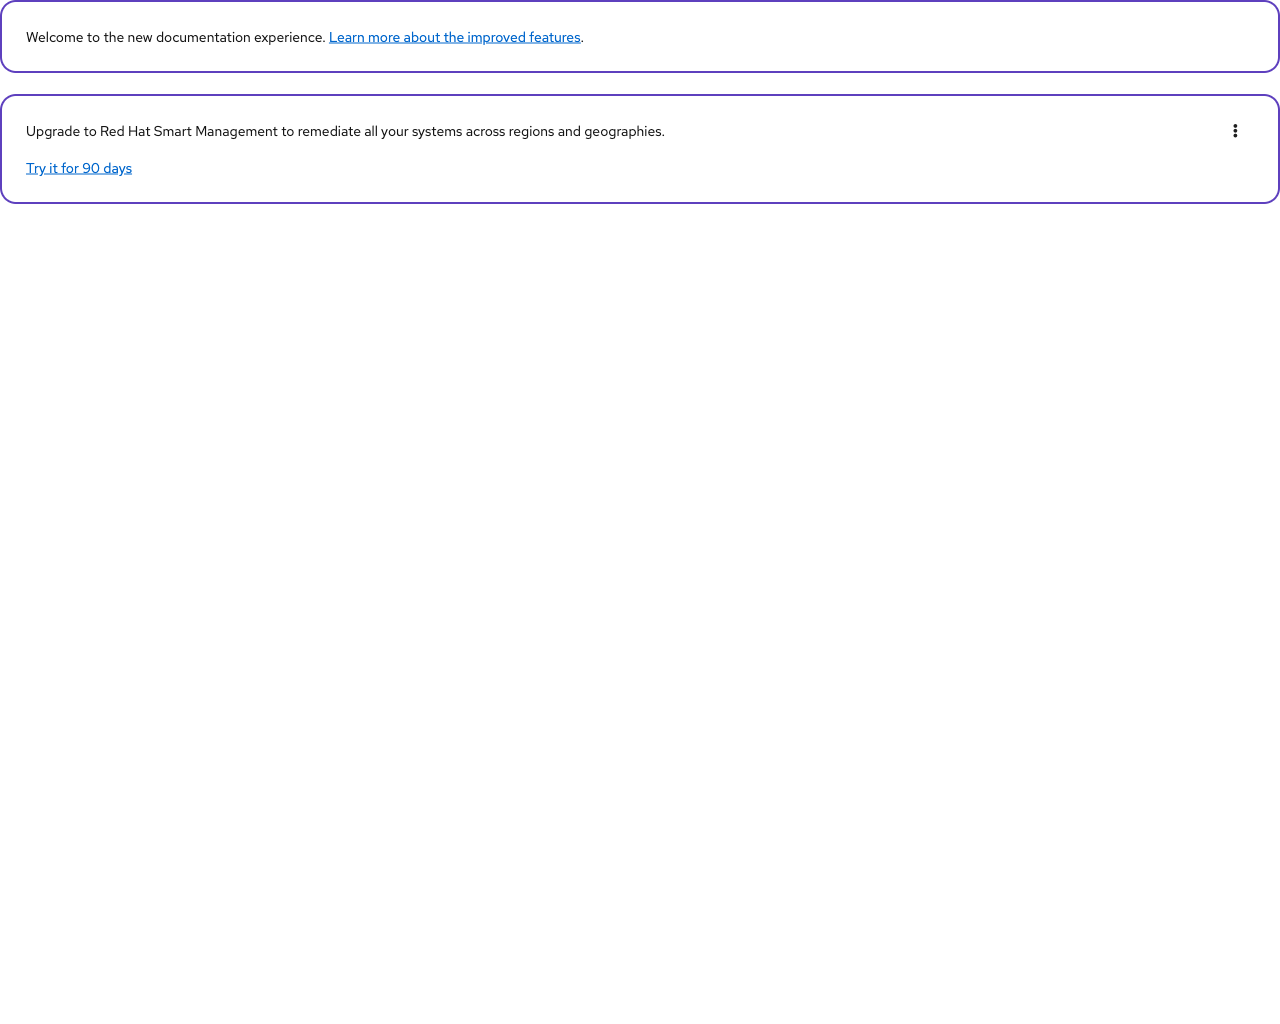 Welcome to the new documentation experience. Learn more about the improved features.
Upgrade to Red Hat Smart Management to remediate all your systems across regions and geographies.
Try it for 90 days